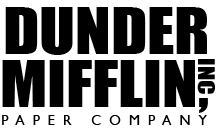 DUNDER
MIFFLIN, INC.
PAPER COMPANY